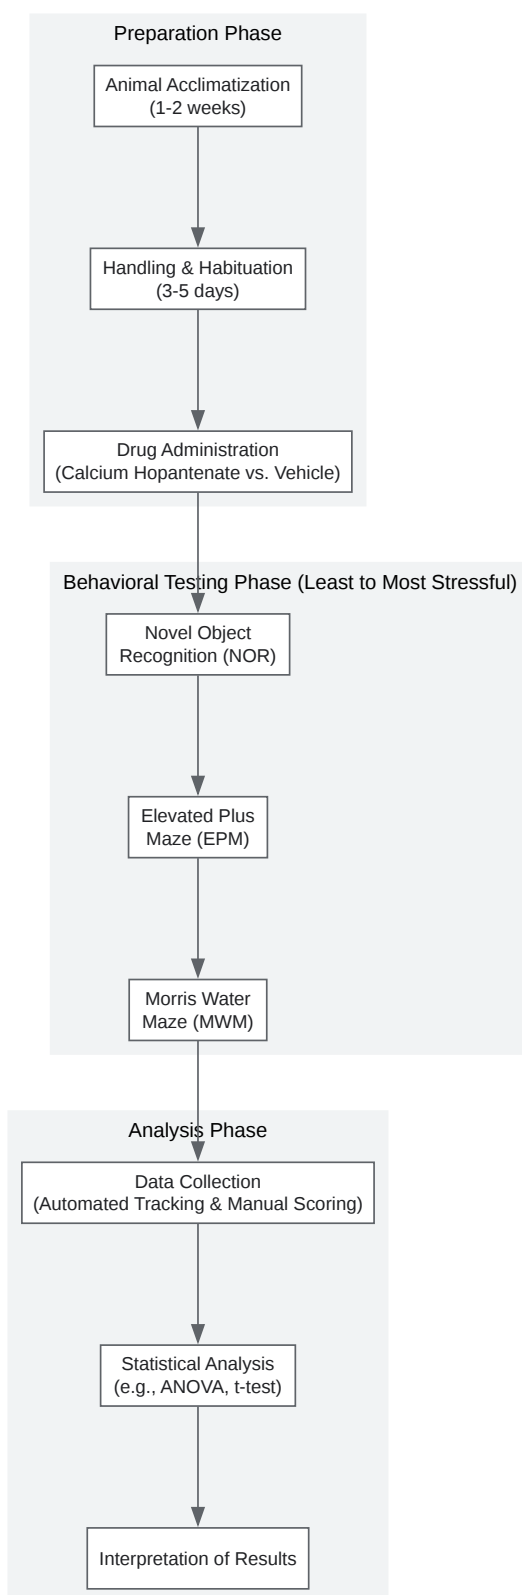 Preparation Phase
Animal Acclimatization
(1-2 weeks)
Handling & Habituation
(3-5 days)
Drug Administration
(Calcium Hopantenate vs. Vehicle)
Behavioral Testing Phase (Least to Most Stressful)
Novel Object
Recognition (NOR)
Elevated Plus
Maze (EPM)
Morris Water
Maze (MWM)
Analysis Phase
Data Collection
(Automated Tracking & Manual Scoring)
Statistical Analysis
(e.g., ANOVA, t-test)
Interpretation of Results